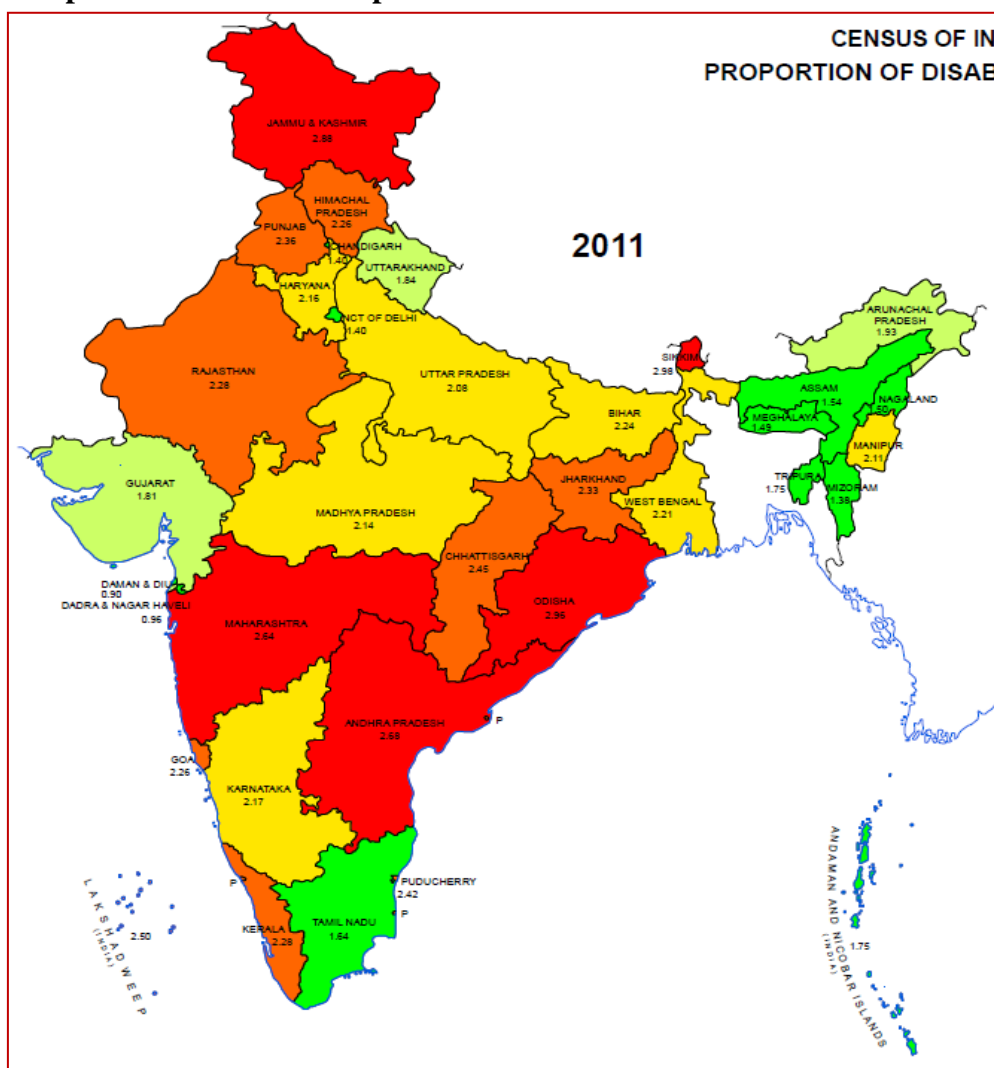 CENSUS OF IN
PROPORTION OF DISAB
2011
JAMMU & KASHMIR
2.88
HIMACHAL
PRADESH
2.26
PUNJAB
2.36
CHANDIGARH
1.40
UTTARAKHAND
1.84
HARYANA
2.16
NCT OF DELHI
1.40
ARUNACHAL
PRADESH
1.93
RAJASTHAN
2.28
UTTAR PRADESH
2.08
SIKKIM
2.98
ASSAM
1.54
NAGALAND
.50
BIHAR
2.24
MEGHALAYA
1.49
MANIPUR
2.11
GUJARAT
1.81
JHARKHAND
2.33
TRIPURA
1.75
MIZORAM
1.38
MADHYA PRADESH
2.14
WEST BENGAL
2.21
CHHATTISGARH
2.45
DAMAN & DIU
0.90
DADRA & NAGAR HAVELI
0.96
ODISHA
2.96
MAHARASHTRA
2.64
ANDHRA PRADESH
2.68
P
GOA
2.26
KARNATAKA
2.17
P
PUDUCHERRY
2.42
P
TAMIL NADU
1.64
KERALA
2.28
LAKSHADWEEP
(INDIA)
2.50
ANDAMAN AND NICOBAR ISLANDS
(INDIA)
1.75